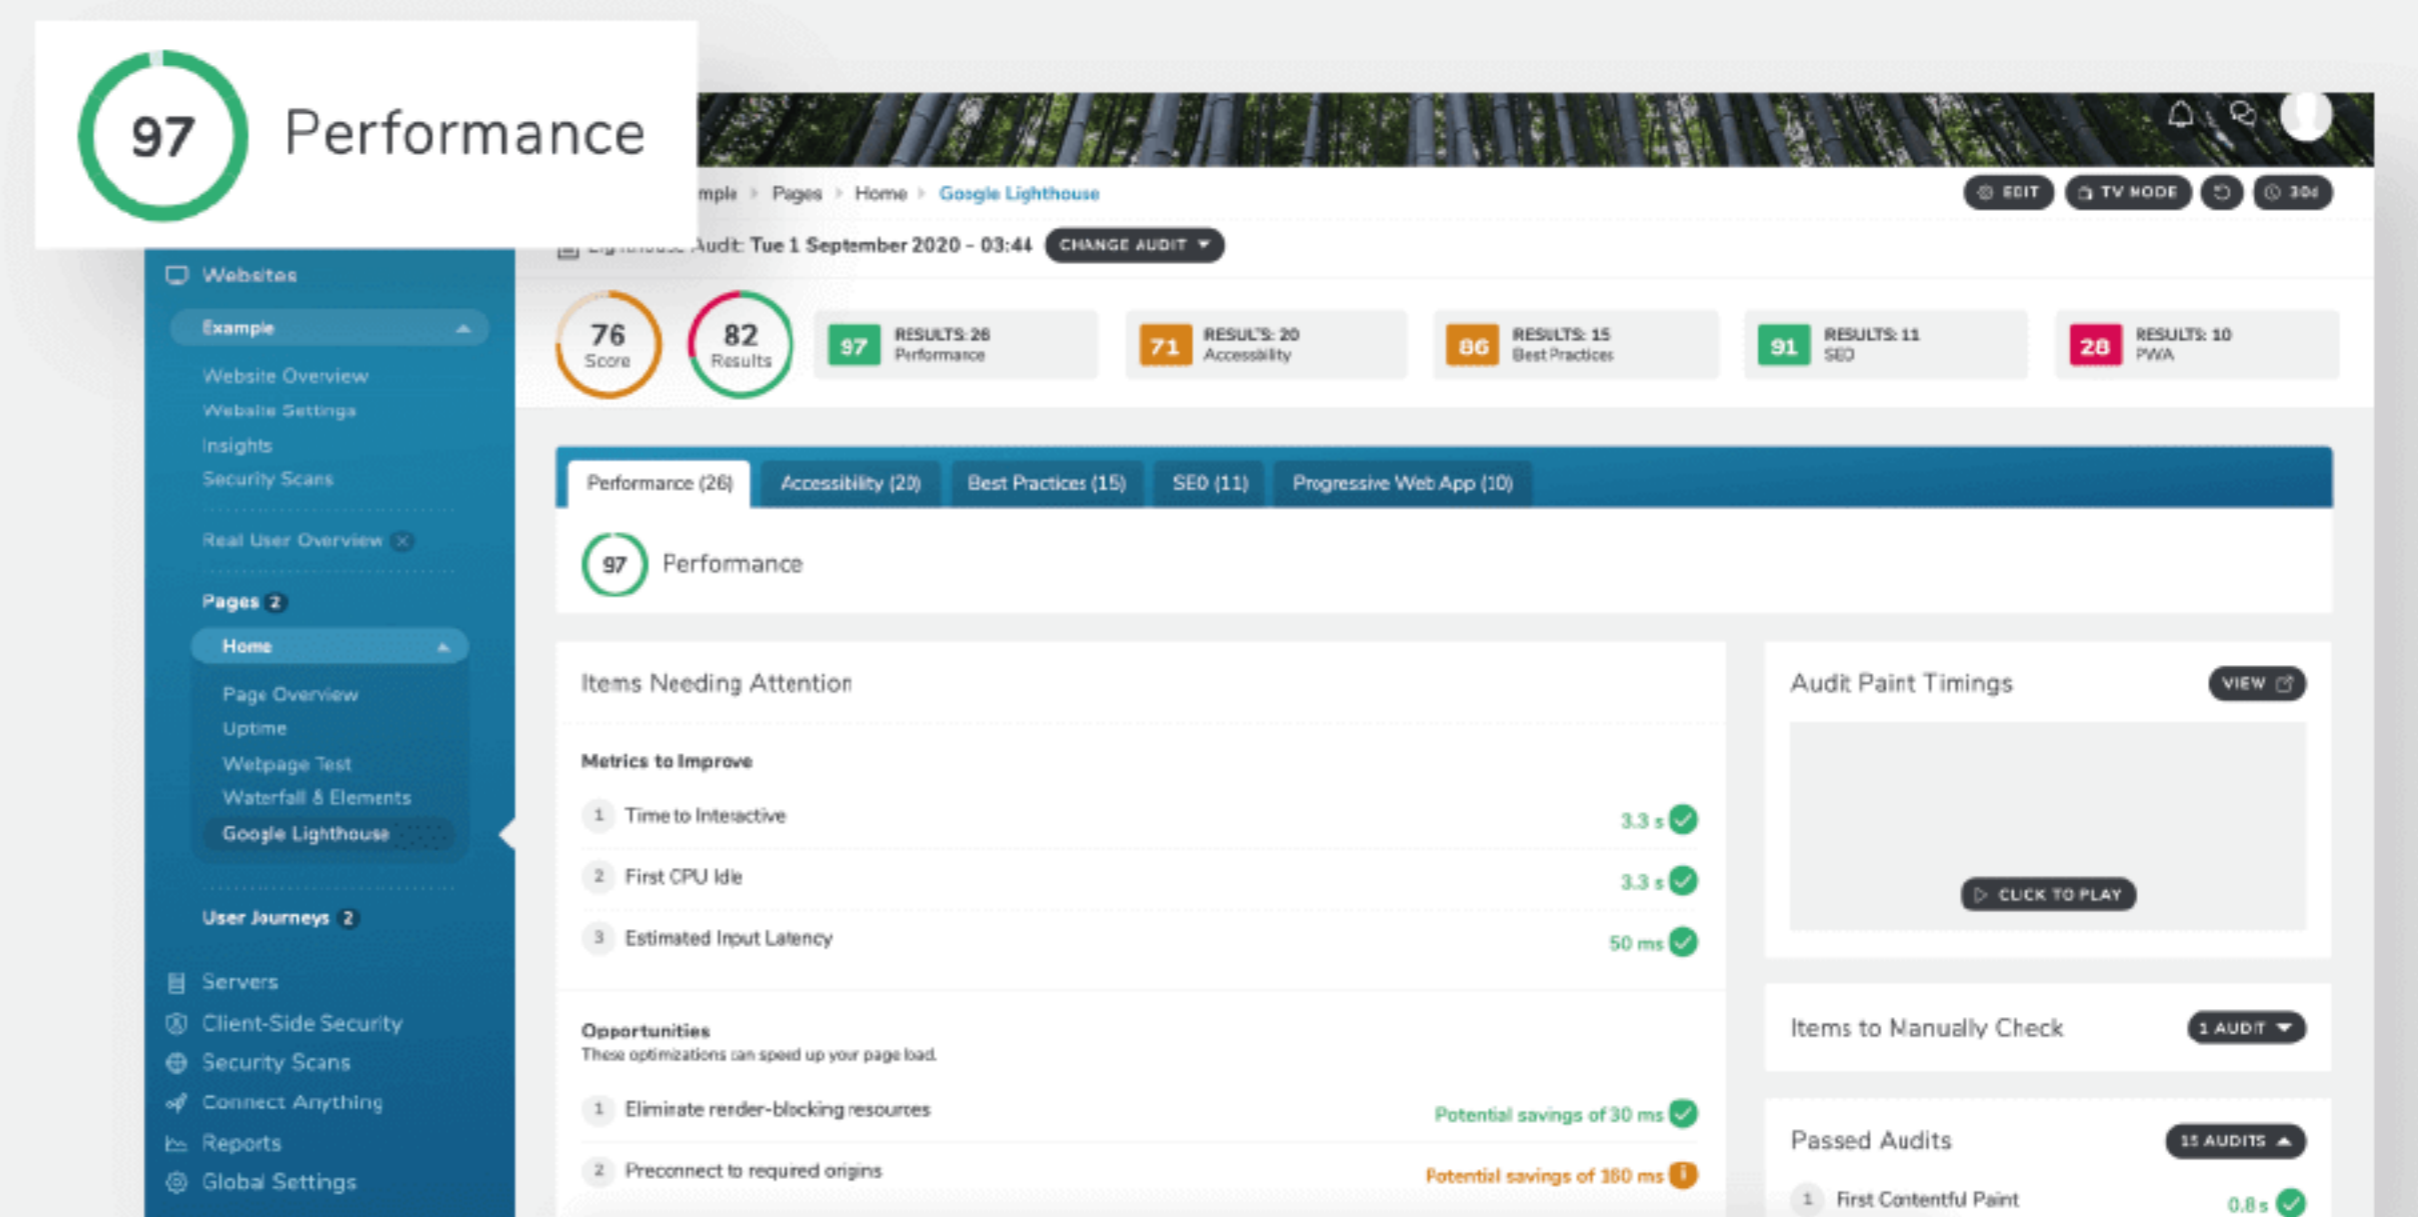 97 Performance
mple Pages Home Google Lighthouse
EDIT
TV MODE
30d
Lighthouse Audit: Tue 1 September 2020 - 03:44
CHANGE AUDIT
Websites
Example
Website Overview
Website Settings
Insights
Security Scans
Real User Overview
Pages 2
Home
Page Overview
Uptime
Webpage Test
Waterfall & Elements
Google Lighthouse
User Journeys 2
Servers
Client-Side Security
Security Scans
Connect Anything
Reports
Global Settings
76
Score
82
Results
97
RESULTS: 26
Performance
71
RESULTS: 20
Accessibility
86
RESULTS: 15
Best Practices
91
RESULTS: 11
SEO
28
RESULTS: 10
PWA
Performance (26)
Accessibility (20)
Best Practices (15)
SEO (11)
Progressive Web App (10)
97 Performance
Items Needing Attention
Metrics to Improve
1 Time to Interactive 3.3 s
2 First CPU Idle 3.3 s
3 Estimated Input Latency 50 ms
Opportunities
These optimizations can speed up your page load.
1 Eliminate render-blocking resources Potential savings of 30 ms
2 Preconnect to required origins Potential savings of 160 ms
Audit Paint Timings
VIEW
CLICK TO PLAY
Items to Manually Check
1 AUDIT
Passed Audits
15 AUDITS
1 First Contentful Paint 0.8 s